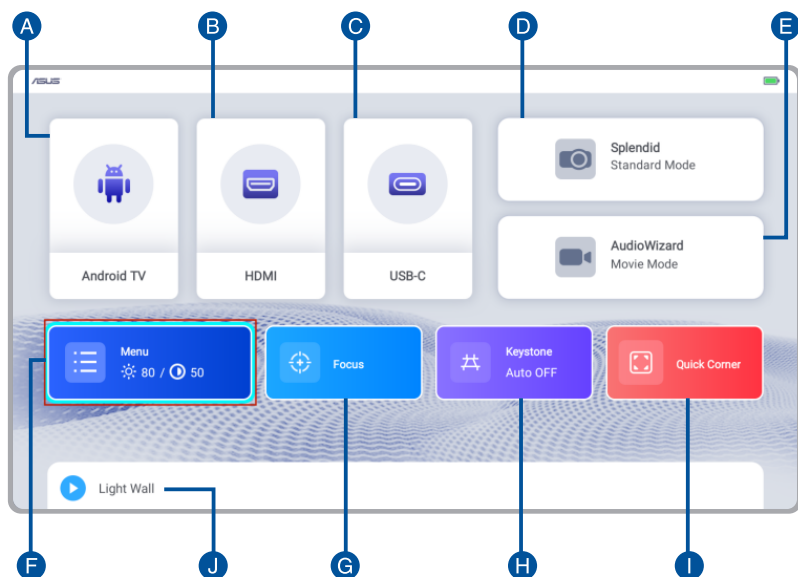 A
B
C
D
E
ASUS
Splendid
Standard Mode
AudioWizard
Movie Mode
Android TV
HDMI
USB-C
Menu
80 / 50
Focus
Keystone
Auto OFF
Quick Corner
Light Wall
F
J
G
H
I